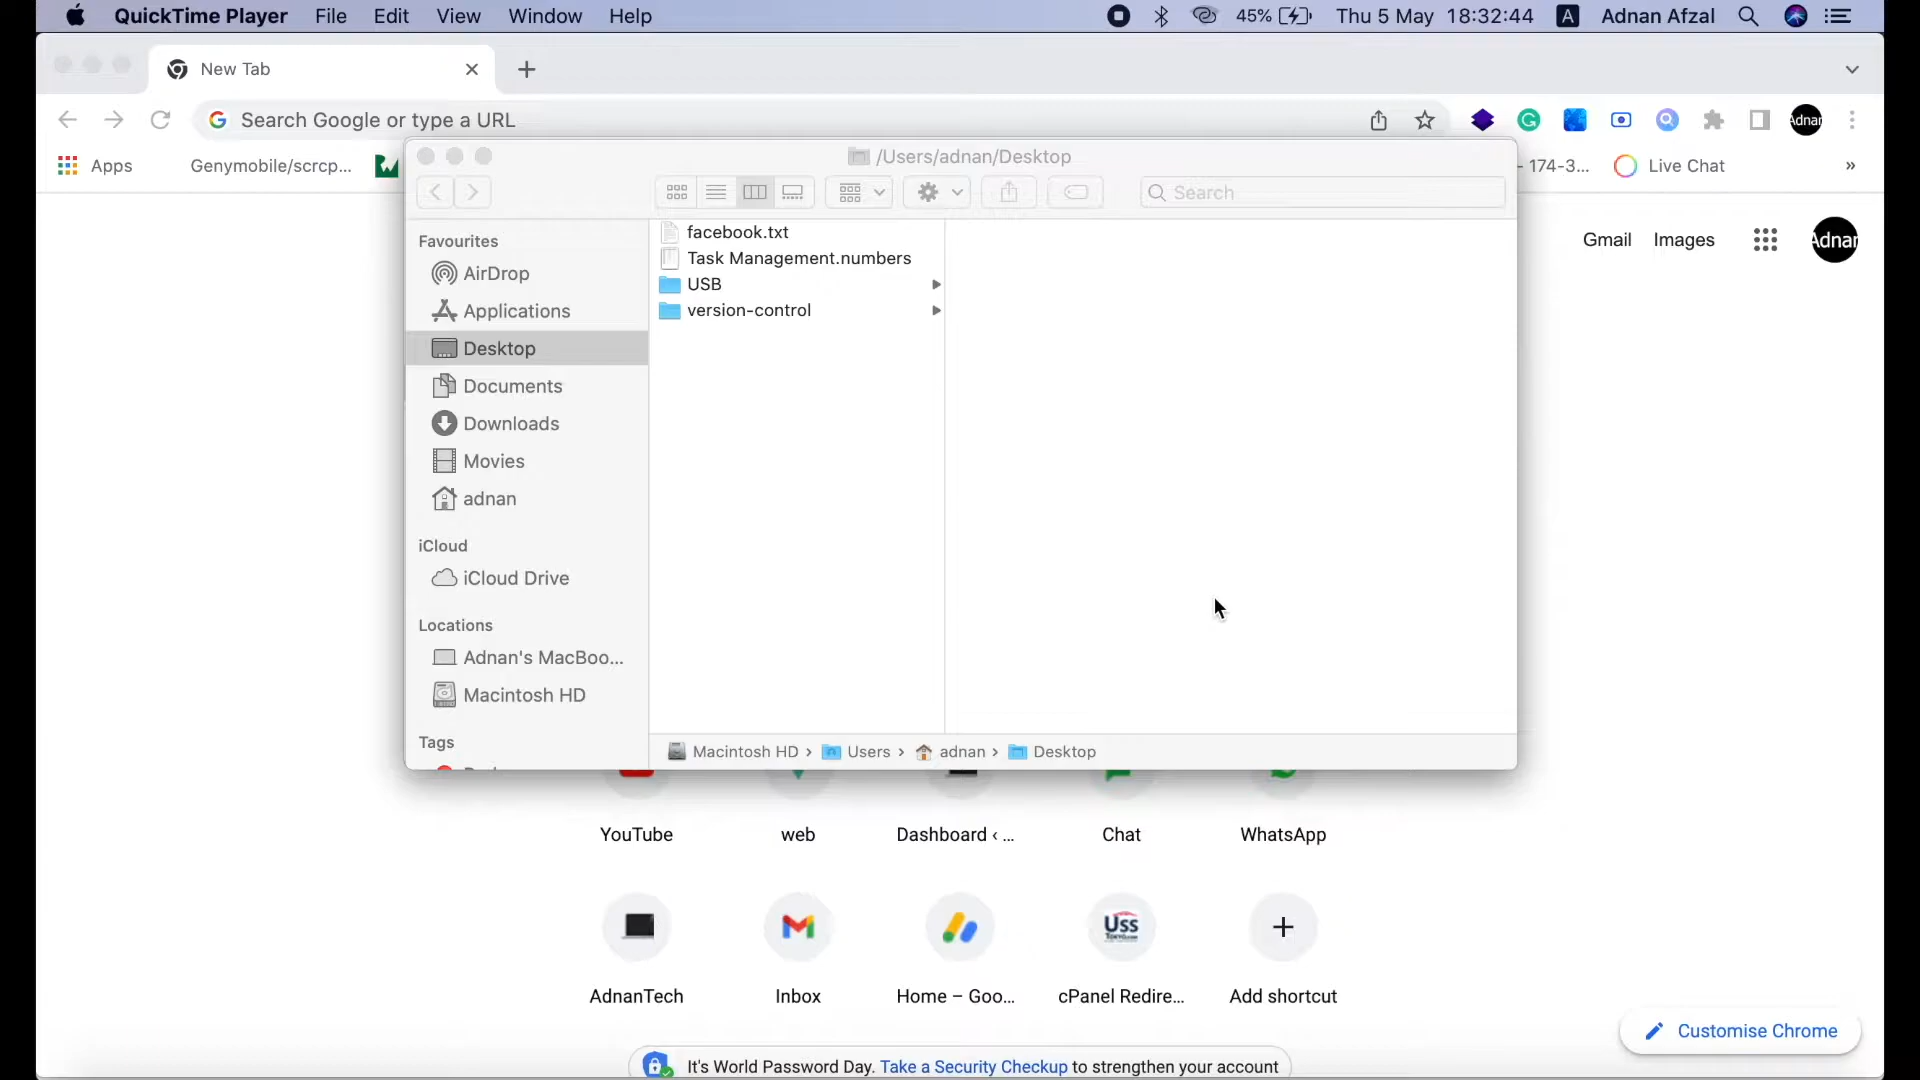 QuickTime Player File Edit View Window Help 45% Thu 5 May 18:32:44 A Adnan Afzal
New Tab
Search Google or type a URL
Adnan
Apps Genymobile/scrcp... - 174-3... Live Chat »
/Users/adnan/Desktop
Search
Gmail Images
Adnan
Favourites
AirDrop
Applications
Desktop
Documents
Downloads
Movies
adnan
iCloud
iCloud Drive
Locations
Adnan's MacBoo...
Macintosh HD
Tags
facebook.txt
Task Management.numbers
USB
version-control
Macintosh HD › Users › adnan › Desktop
YouTube web Dashboard ‹ ... Chat WhatsApp
USS
AdnanTech Inbox Home – Goo... cPanel Redire... Add shortcut
Customise Chrome
It's World Password Day. Take a Security Checkup to strengthen your account